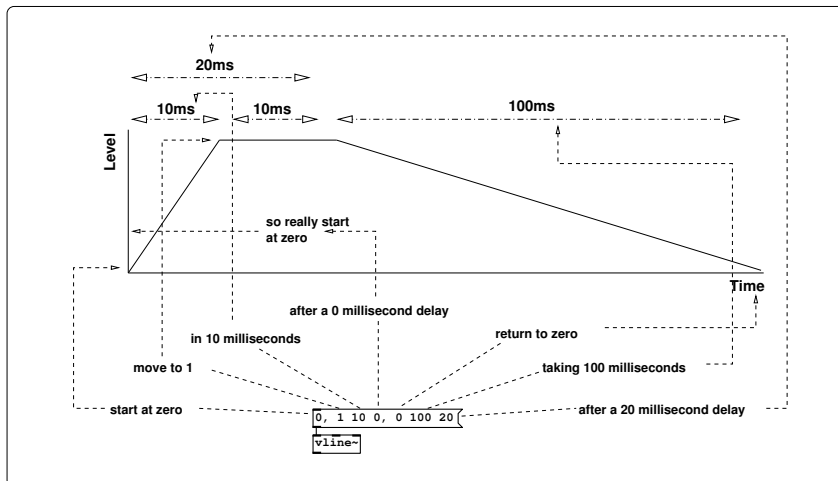 20ms
10ms
10ms
100ms
Level
so really start
at zero
Time
after a 0 millisecond delay
in 10 milliseconds
return to zero
move to 1
taking 100 milliseconds
start at zero
0, 1 10 0, 0 100 20
after a 20 millisecond delay
vline~